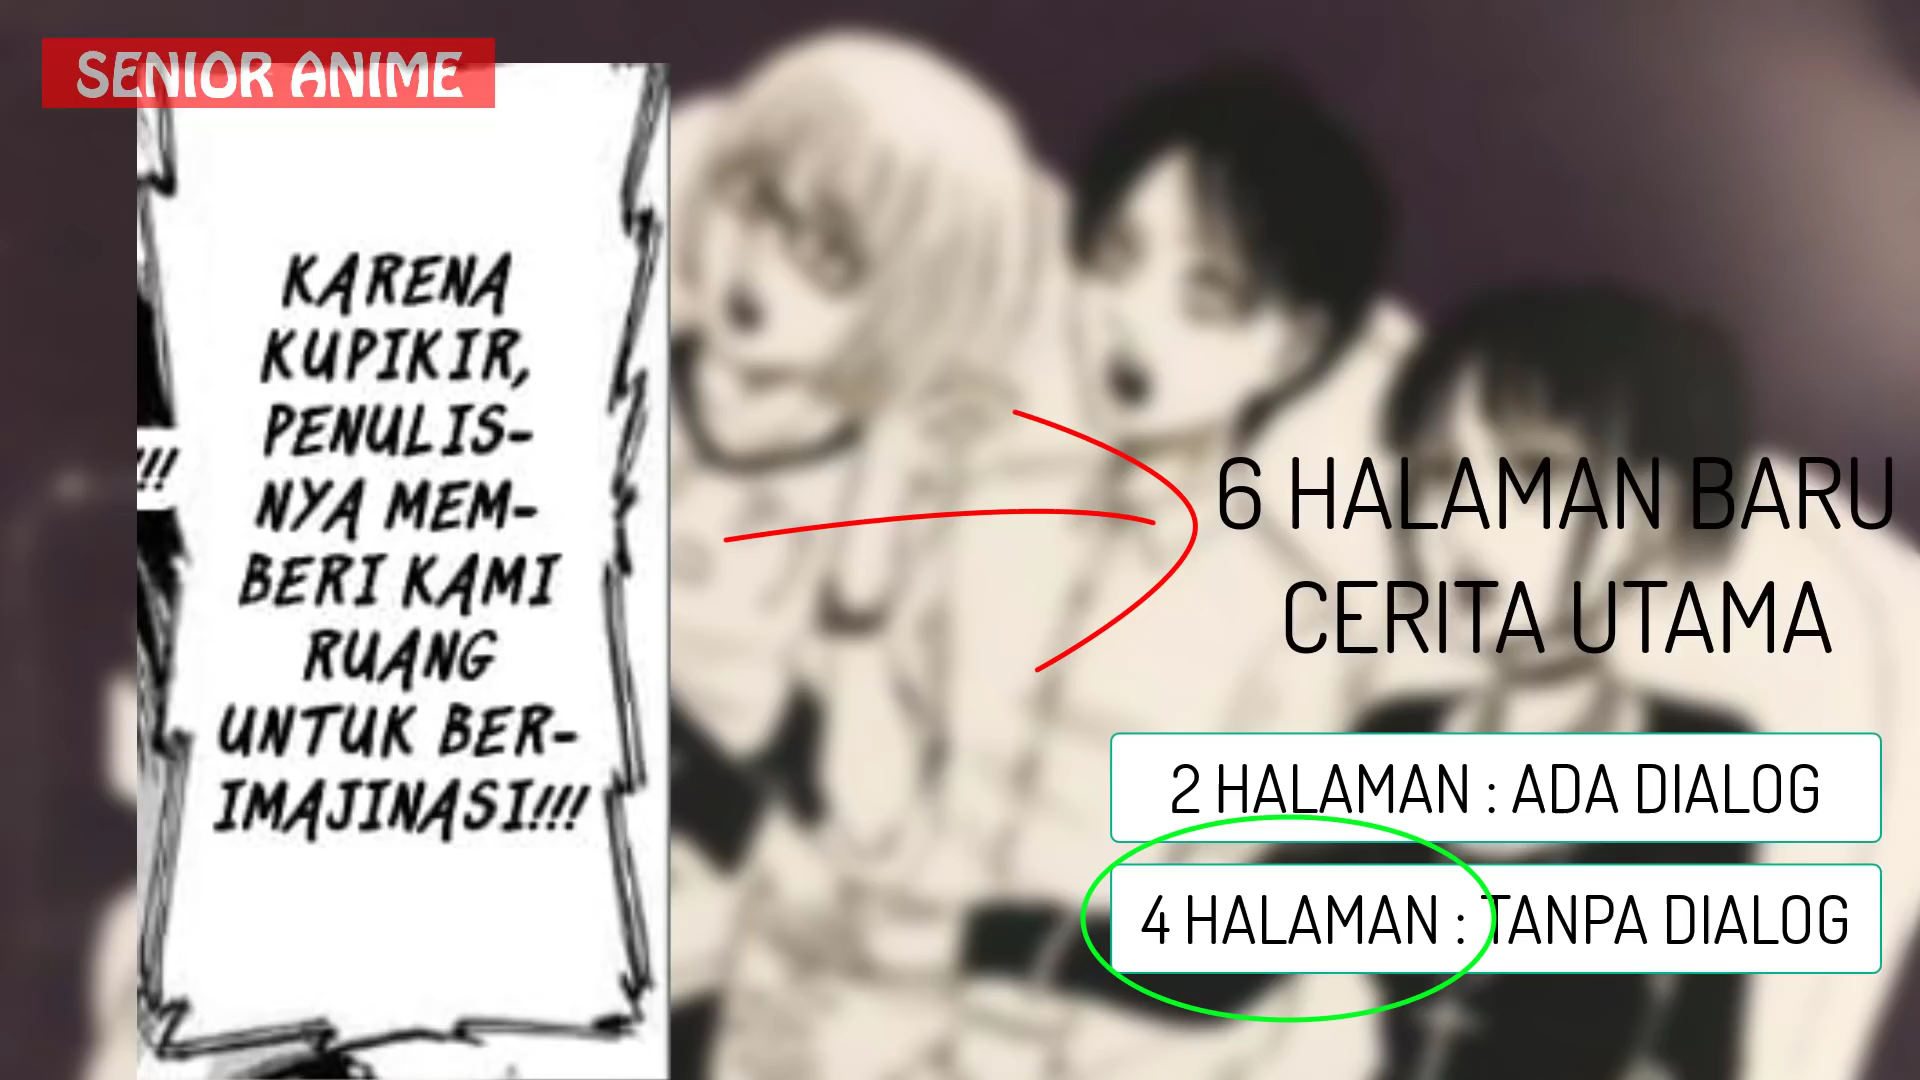 SENIOR ANIME
!!!
KARENA
KUPIKIR,
PENULIS-
NYA MEM-
BERI KAMI
RUANG
UNTUK BER-
IMAJINASI!!!
6 HALAMAN BARU
CERITA UTAMA
2 HALAMAN : ADA DIALOG
4 HALAMAN : TANPA DIALOG